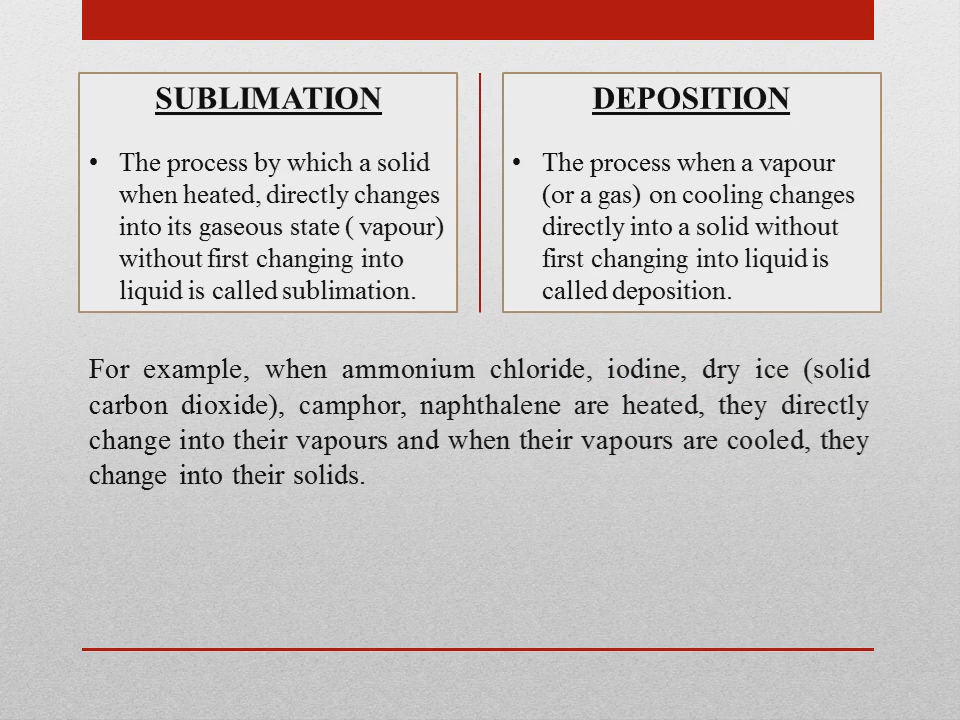 SUBLIMATION
• The process by which a solid
when heated, directly changes
into its gaseous state ( vapour)
without first changing into
liquid is called sublimation.
DEPOSITION
• The process when a vapour
(or a gas) on cooling changes
directly into a solid without
first changing into liquid is
called deposition.
For example, when ammonium chloride, iodine, dry ice (solid
carbon dioxide), camphor, naphthalene are heated, they directly
change into their vapours and when their vapours are cooled, they
change into their solids.